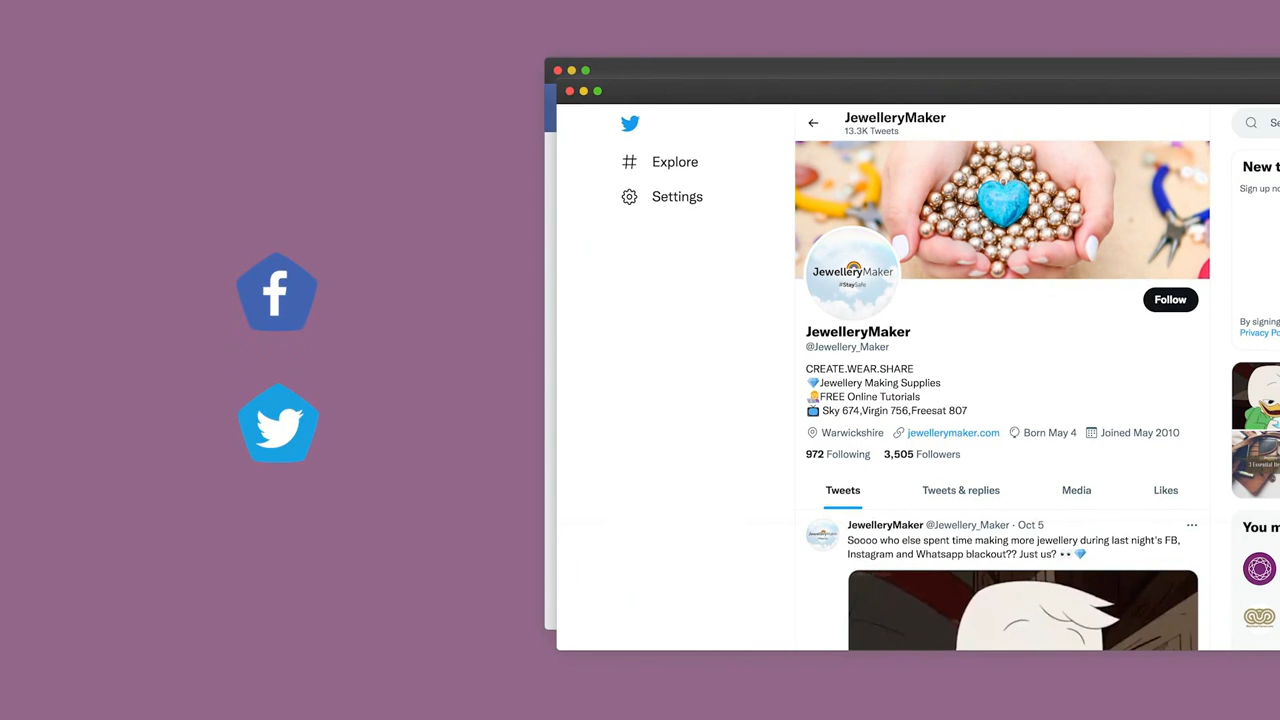 JewelleryMaker
13.3K Tweets
Explore
Settings
JewelleryMaker
#StaySafe
Follow
JewelleryMaker
@Jewellery_Maker
CREATE.WEAR.SHARE
Jewellery Making Supplies
FREE Online Tutorials
Sky 674,Virgin 756,Freesat 807
Warwickshire jewellerymaker.com Born May 4 Joined May 2010
972 Following 3,505 Followers
Tweets Tweets & replies Media Likes
JewelleryMaker @Jewellery_Maker · Oct 5
Soooo who else spent time making more jewellery during last night's FB,
Instagram and Whatsapp blackout?? Just us?
Se
New t
Sign up no
By signing
Privacy Po
You m